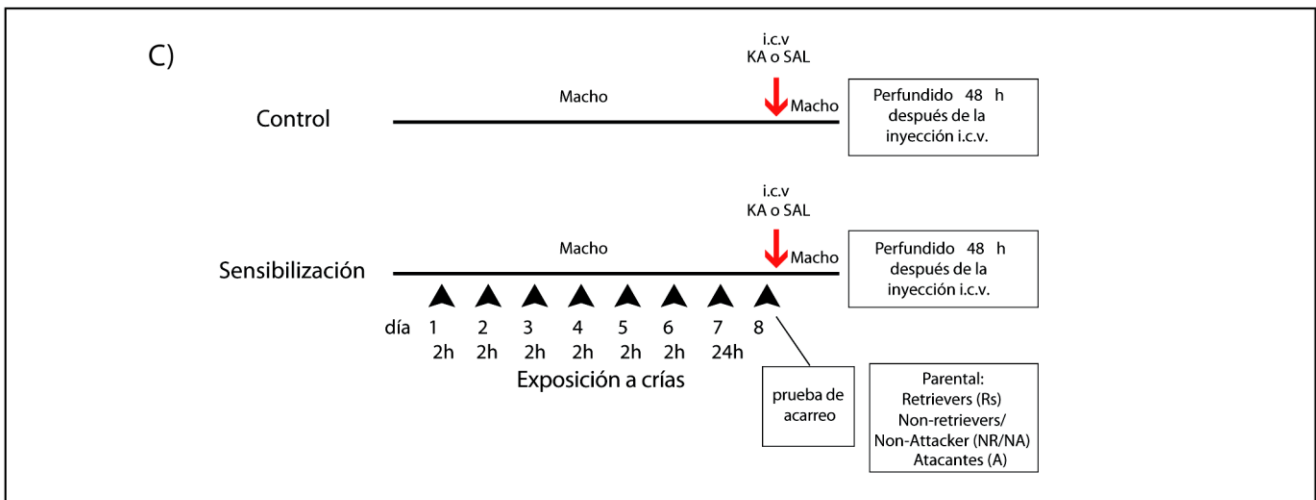 C)
i.c.v
KA o SAL
Macho
Macho
Control
Perfundido 48 h
después de la
inyección i.c.v.
i.c.v
KA o SAL
Macho
Macho
Sensibilización
Perfundido 48 h
después de la
inyección i.c.v.
día 1 2 3 4 5 6 7 8
2h 2h 2h 2h 2h 2h 24h
Exposición a crías
prueba de
acarreo
Parental:
Retrievers (Rs)
Non-retrievers/
Non-Attacker (NR/NA)
Atacantes (A)